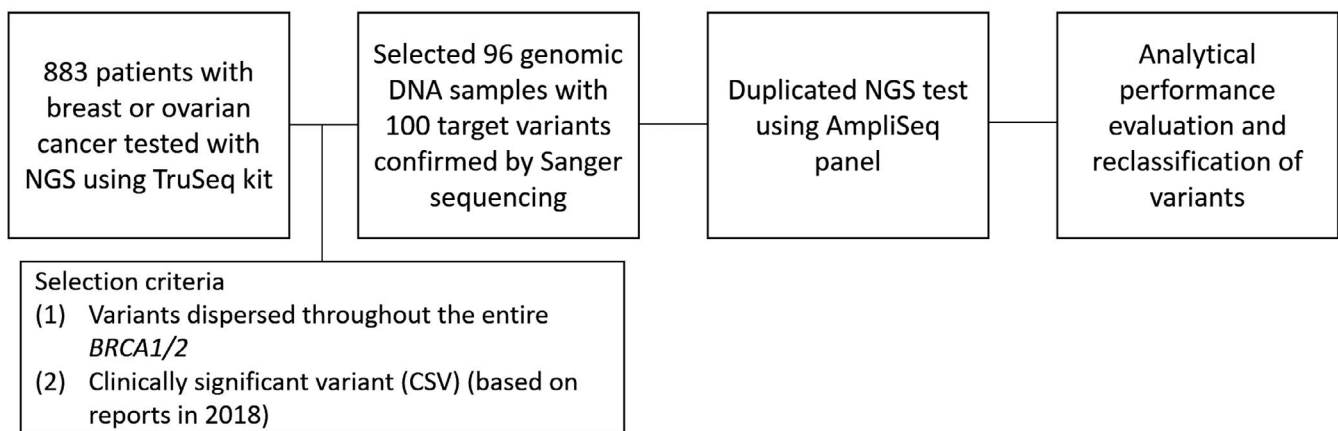 883 patients with
breast or ovarian
cancer tested with
NGS using TruSeq kit
Selected 96 genomic
DNA samples with
100 target variants
confirmed by Sanger
sequencing
Duplicated NGS test
using AmpliSeq
panel
Analytical
performance
evaluation and
reclassification of
variants
Selection criteria
(1) Variants dispersed throughout the entire
BRCA1/2
(2) Clinically significant variant (CSV) (based on
reports in 2018)